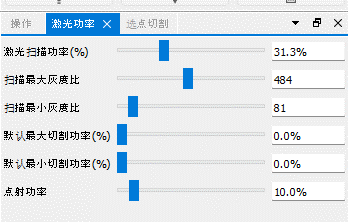 操作 激光功率 选点切割
激光扫描功率(%) 31.3%
扫描最大灰度比 484
扫描最小灰度比 81
默认最大切割功率(%) 0.0%
默认最小切割功率(%) 0.0%
点射功率 10.0%